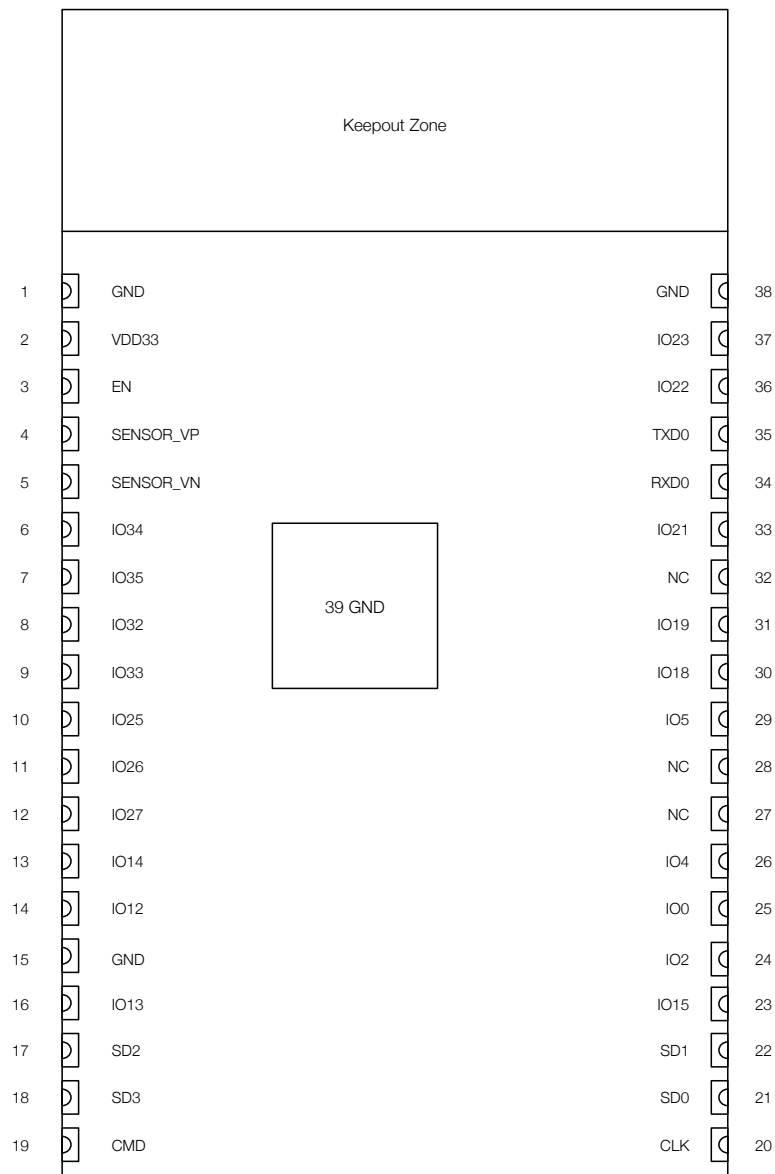 Keepout Zone
1 GND GND 38
2 VDD33 IO23 37
3 EN IO22 36
4 SENSOR_VP TXD0 35
5 SENSOR_VN RXD0 34
6 IO34 IO21 33
7 IO35 NC 32
39 GND
8 IO32 IO19 31
9 IO33 IO18 30
10 IO25 IO5 29
11 IO26 NC 28
12 IO27 NC 27
13 IO14 IO4 26
14 IO12 IO0 25
15 GND IO2 24
16 IO13 IO15 23
17 SD2 SD1 22
18 SD3 SD0 21
19 CMD CLK 20